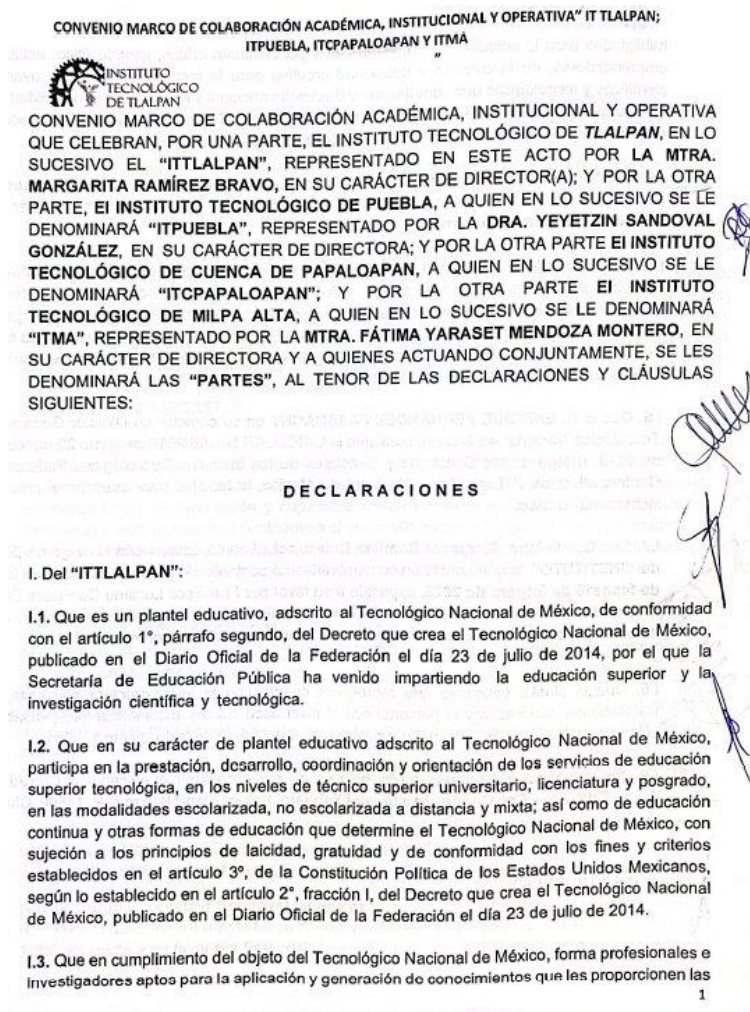 CONVENIO MARCO DE COLABORACIÓN ACADÉMICA, INSTITUCIONAL Y OPERATIVA" IT TLALPAN;
ITPUEBLA, ITCPAPALOAPAN Y ITMA
"
INSTITUTO
TECNOLÓGICO
DE TLALPAN
CONVENIO MARCO DE COLABORACIÓN ACADÉMICA, INSTITUCIONAL Y OPERATIVA
QUE CELEBRAN, POR UNA PARTE, EL INSTITUTO TECNOLÓGICO DE TLALPAN, EN LO
SUCESIVO EL "ITTLALPAN", REPRESENTADO EN ESTE ACTO POR LA MTRA.
MARGARITA RAMÍREZ BRAVO, EN SU CARÁCTER DE DIRECTOR(A); Y POR LA OTRA
PARTE, El INSTITUTO TECNOLÓGICO DE PUEBLA, A QUIEN EN LO SUCESIVO SE LE
DENOMINARÁ "ITPUEBLA", REPRESENTADO POR LA DRA. YEYETZIN SANDOVAL
GONZÁLEZ, EN SU CARÁCTER DE DIRECTORA; Y POR LA OTRA PARTE El INSTITUTO
TECNOLÓGICO DE CUENCA DE PAPALOAPAN, A QUIEN EN LO SUCESIVO SE LE
DENOMINARÁ "ITCPAPALOAPAN"; Y POR LA OTRA PARTE El INSTITUTO
TECNOLÓGICO DE MILPA ALTA, A QUIEN EN LO SUCESIVO SE LE DENOMINARÁ
"ITMA", REPRESENTADO POR LA MTRA. FÁTIMA YARASET MENDOZA MONTERO, EN
SU CARÁCTER DE DIRECTORA Y A QUIENES ACTUANDO CONJUNTAMENTE, SE LES
DENOMINARÁ LAS "PARTES", AL TENOR DE LAS DECLARACIONES Y CLÁUSULAS
SIGUIENTES:
DECLARACIONES
I. Del "ITTLALPAN":
I.1. Que es un plantel educativo, adscrito al Tecnológico Nacional de México, de conformidad
con el artículo 1°, párrafo segundo, del Decreto que crea el Tecnológico Nacional de México,
publicado en el Diario Oficial de la Federación el día 23 de julio de 2014, por el que la
Secretaría de Educación Pública ha venido impartiendo la educación superior y la
investigación científica y tecnológica.
I.2. Que en su carácter de plantel educativo adscrito al Tecnológico Nacional de México,
participa en la prestación, desarrollo, coordinación y orientación de los servicios de educación
superior tecnológica, en los niveles de técnico superior universitario, licenciatura y posgrado,
en las modalidades escolarizada, no escolarizada a distancia y mixta; así como de educación
continua y otras formas de educación que determine el Tecnológico Nacional de México, con
sujeción a los principios de laicidad, gratuidad y de conformidad con los fines y criterios
establecidos en el artículo 3º, de la Constitución Política de los Estados Unidos Mexicanos,
según lo establecido en el artículo 2°, fracción I, del Decreto que crea el Tecnológico Nacional
de México, publicado en el Diario Oficial de la Federación el día 23 de julio de 2014.
I.3. Que en cumplimiento del objeto del Tecnológico Nacional de México, forma profesionales e
investigadores aptos para la aplicación y generación de conocimientos que les proporcionen las
1